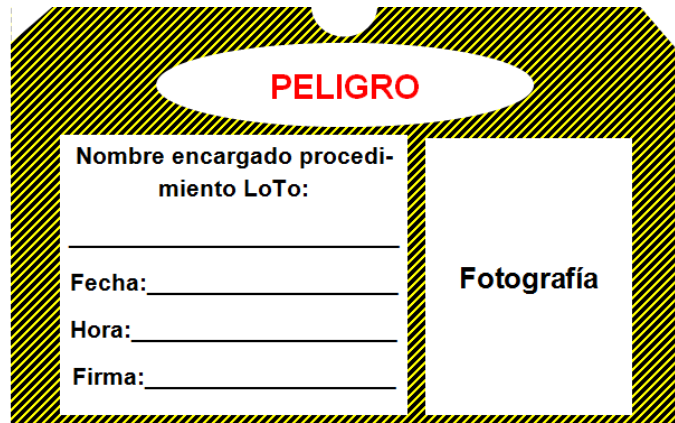 PELIGRO
Nombre encargado procedi-
miento LoTo:
Fecha:
Hora:
Firma:
Fotografía